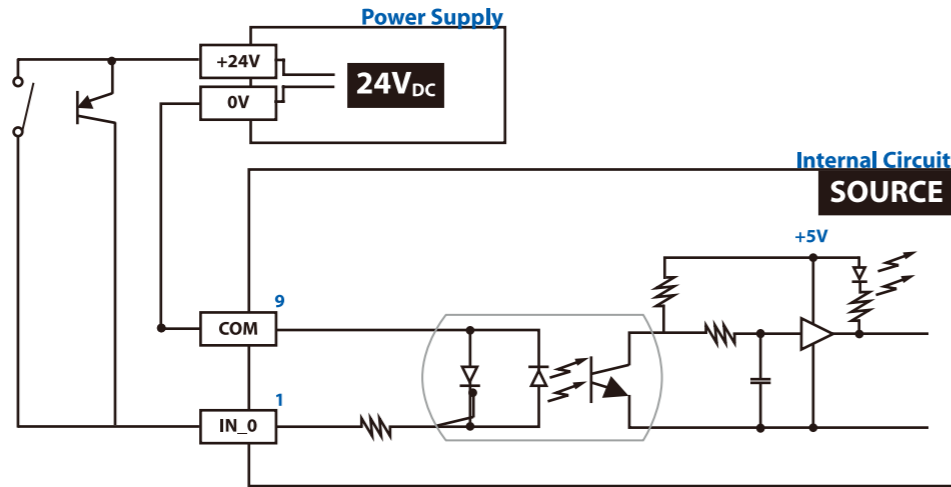 Power Supply
+24V
0V
24VDC
Internal Circuit
SOURCE
+5V
9
COM
1
IN_0